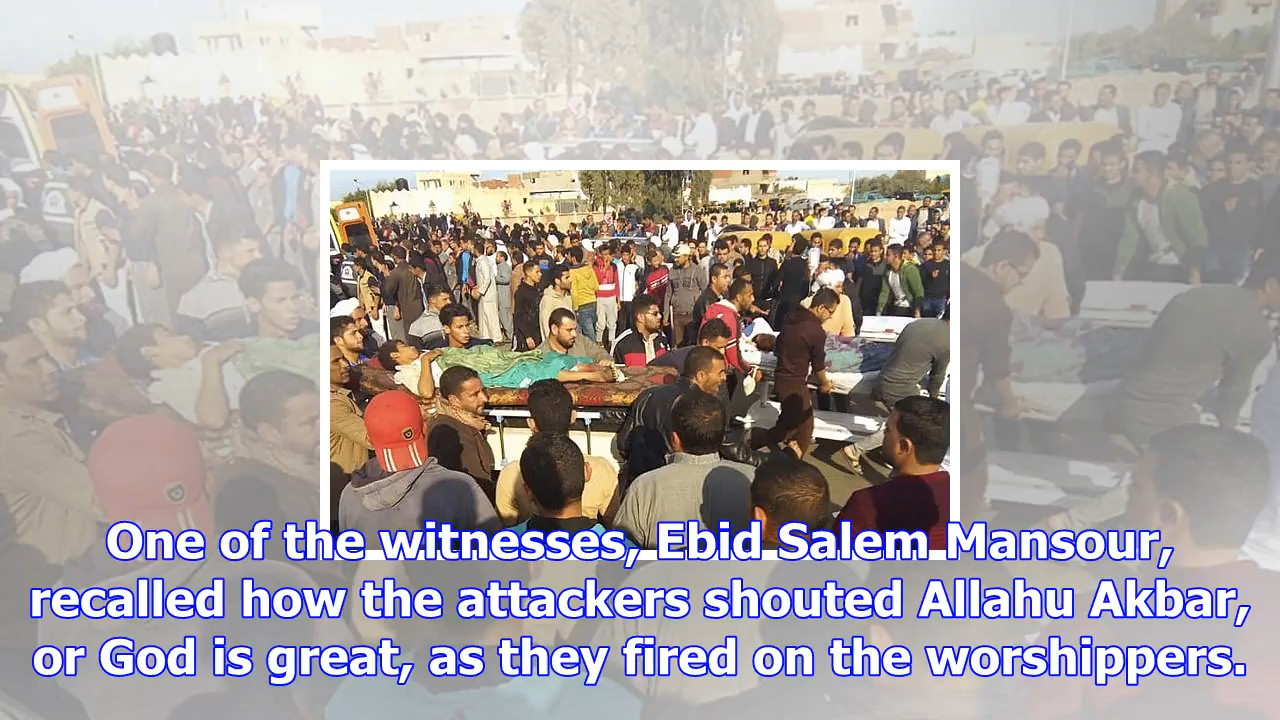 One of the witnesses, Ebid Salem Mansour,
recalled how the attackers shouted Allahu Akbar,
or God is great, as they fired on the worshippers.